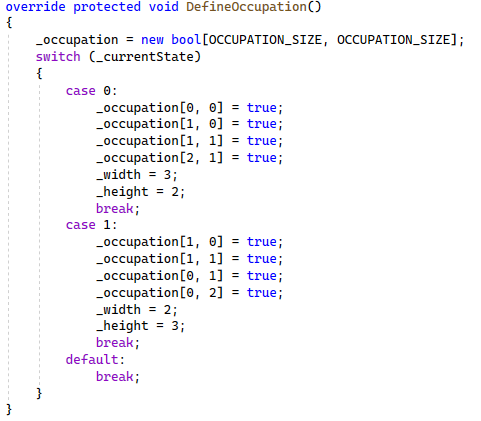 override protected void DefineOccupation()
{
    _occupation = new bool[OCCUPATION_SIZE, OCCUPATION_SIZE];
    switch (_currentState)
    {
        case 0:
            _occupation[0, 0] = true;
            _occupation[1, 0] = true;
            _occupation[1, 1] = true;
            _occupation[2, 1] = true;
            _width = 3;
            _height = 2;
            break;
        case 1:
            _occupation[1, 0] = true;
            _occupation[1, 1] = true;
            _occupation[0, 1] = true;
            _occupation[0, 2] = true;
            _width = 2;
            _height = 3;
            break;
        default:
            break;
    }
}